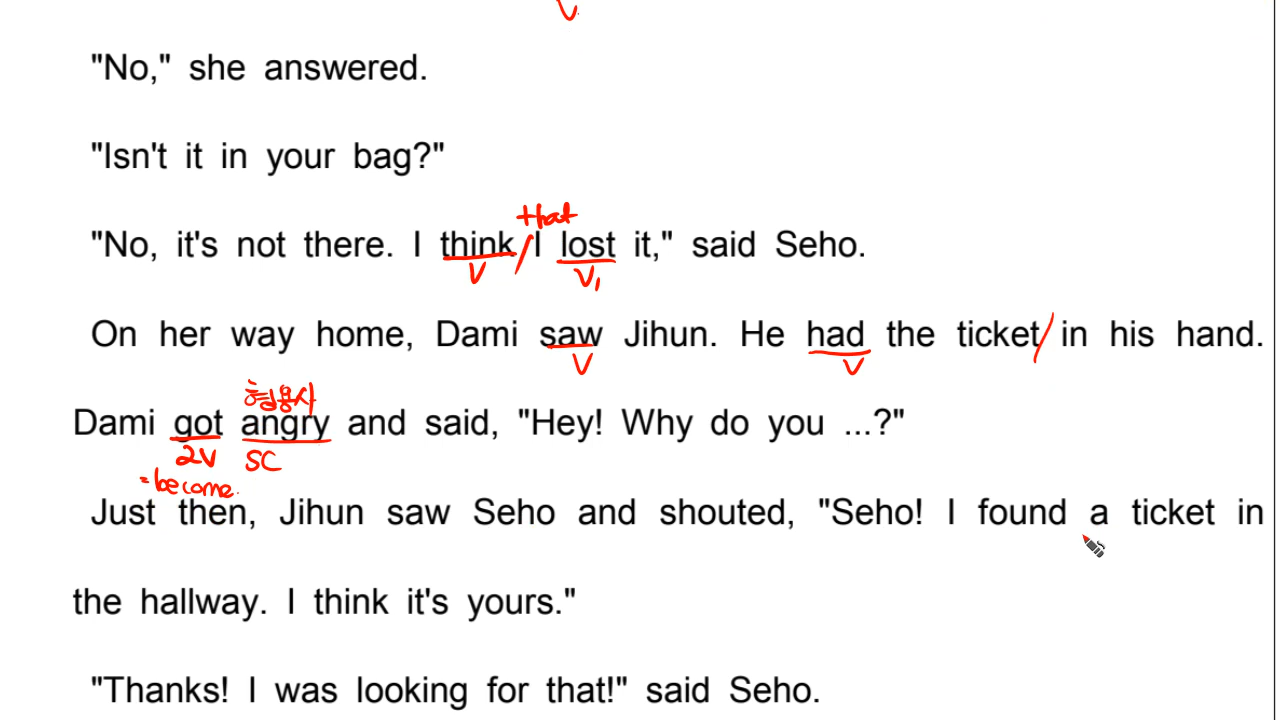 V
"No," she answered.
"Isn't it in your bag?"
that
"No, it's not there. I think / I lost it," said Seho.
V V1
On her way home, Dami saw Jihun. He had the ticket / in his hand.
V V
형용사
Dami got angry and said, "Hey! Why do you ...?"
2V SC
=become.
Just then, Jihun saw Seho and shouted, "Seho! I found a ticket in
the hallway. I think it's yours."
"Thanks! I was looking for that!" said Seho.